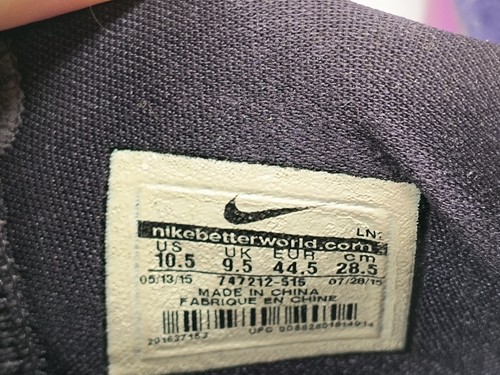 LN
nikebetterworld.com
US UK EUR cm
10.5 9.5 44.5 28.5
05/13/15 747212-515 07/28/15
MADE IN CHINA
FABRIQUE EN CHINE